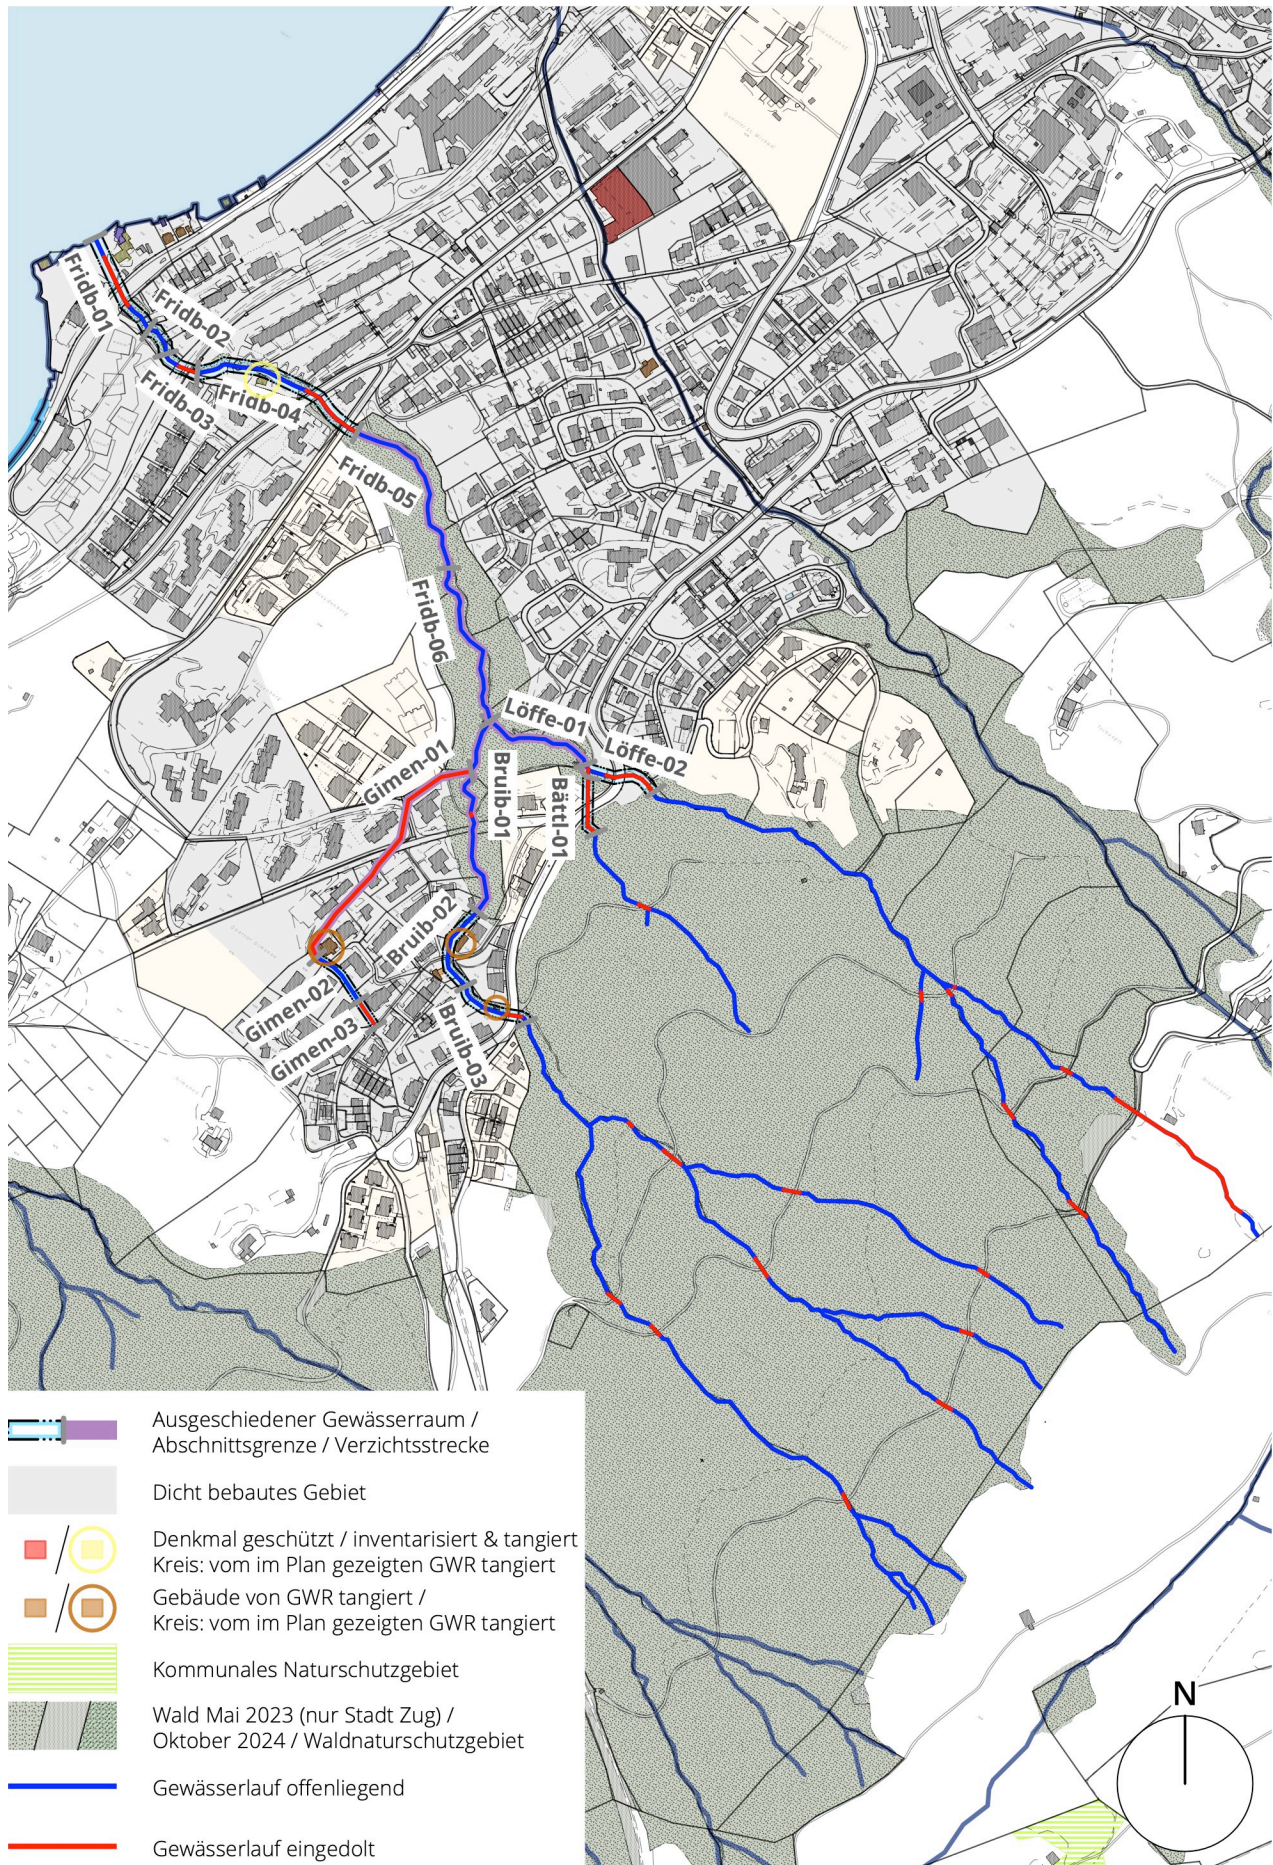 Fridb-01
Fridb-02
Fridb-03
Fridb-04
Fridb-05
Fridb-06
Löffe-01
Löffe-02
Gimen-01
Bruib-01
Bättl-01
Bruib-02
Gimen-02
Gimen-03
Bruib-03
Ausgeschiedener Gewässerraum /
Abschnittsgrenze / Verzichtsstrecke
Dicht bebautes Gebiet
Denkmal geschützt / inventarisiert & tangiert
Kreis: vom im Plan gezeigten GWR tangiert
Gebäude von GWR tangiert /
Kreis: vom im Plan gezeigten GWR tangiert
Kommunales Naturschutzgebiet
Wald Mai 2023 (nur Stadt Zug) /
Oktober 2024 / Waldnaturschutzgebiet
Gewässerlauf offenliegend
Gewässerlauf eingedolt
N